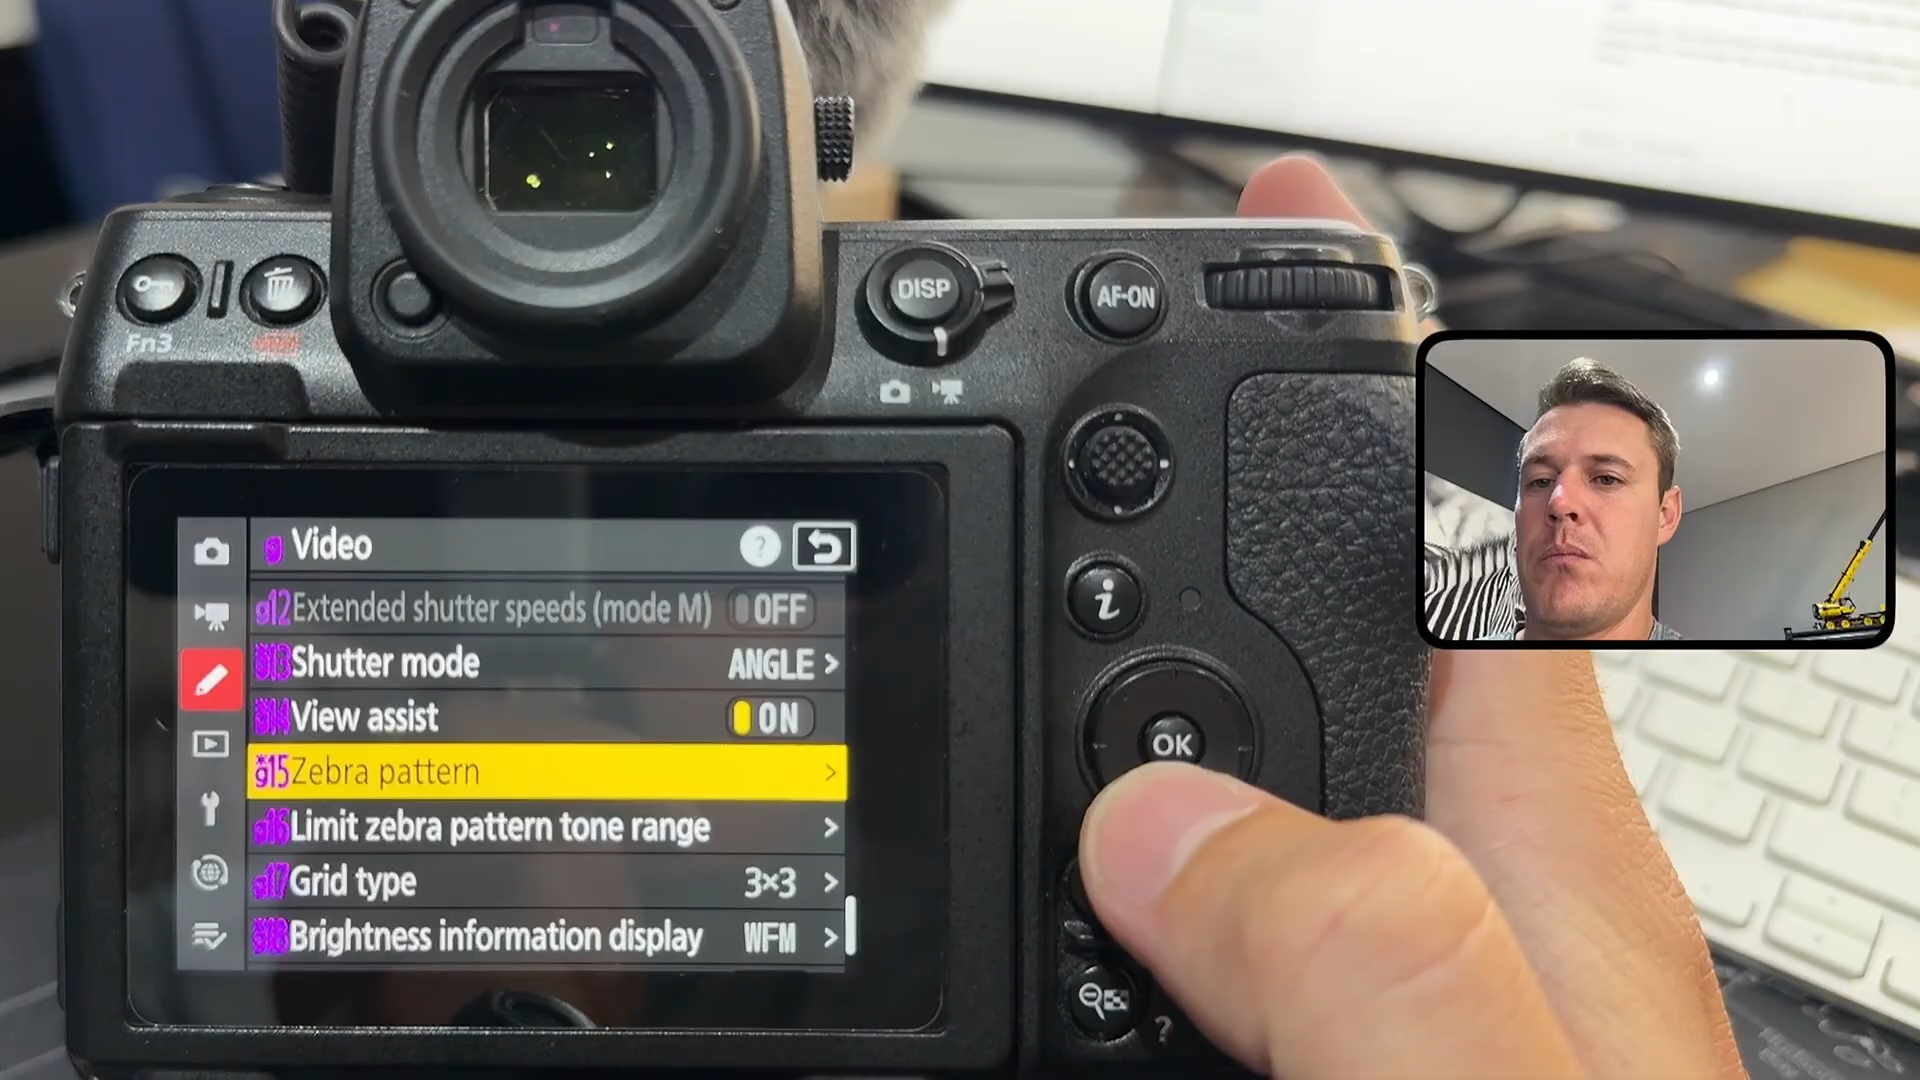 DISP
AF-ON
Fn3
i
OK
?
g Video ?
g12 Extended shutter speeds (mode M) OFF
g13 Shutter mode ANGLE >
g14 View assist ON
g15 Zebra pattern >
g16 Limit zebra pattern tone range >
g17 Grid type 3×3 >
g18 Brightness information display WFM >